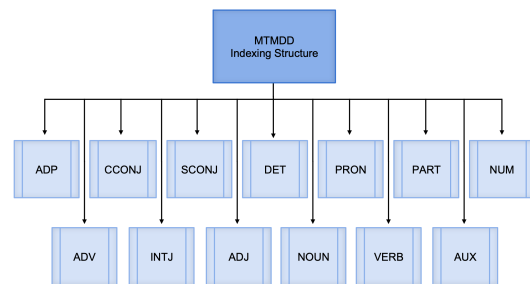 MTMDD
Indexing Structure
ADP
CCONJ
SCONJ
DET
PRON
PART
NUM
ADV
INTJ
ADJ
NOUN
VERB
AUX